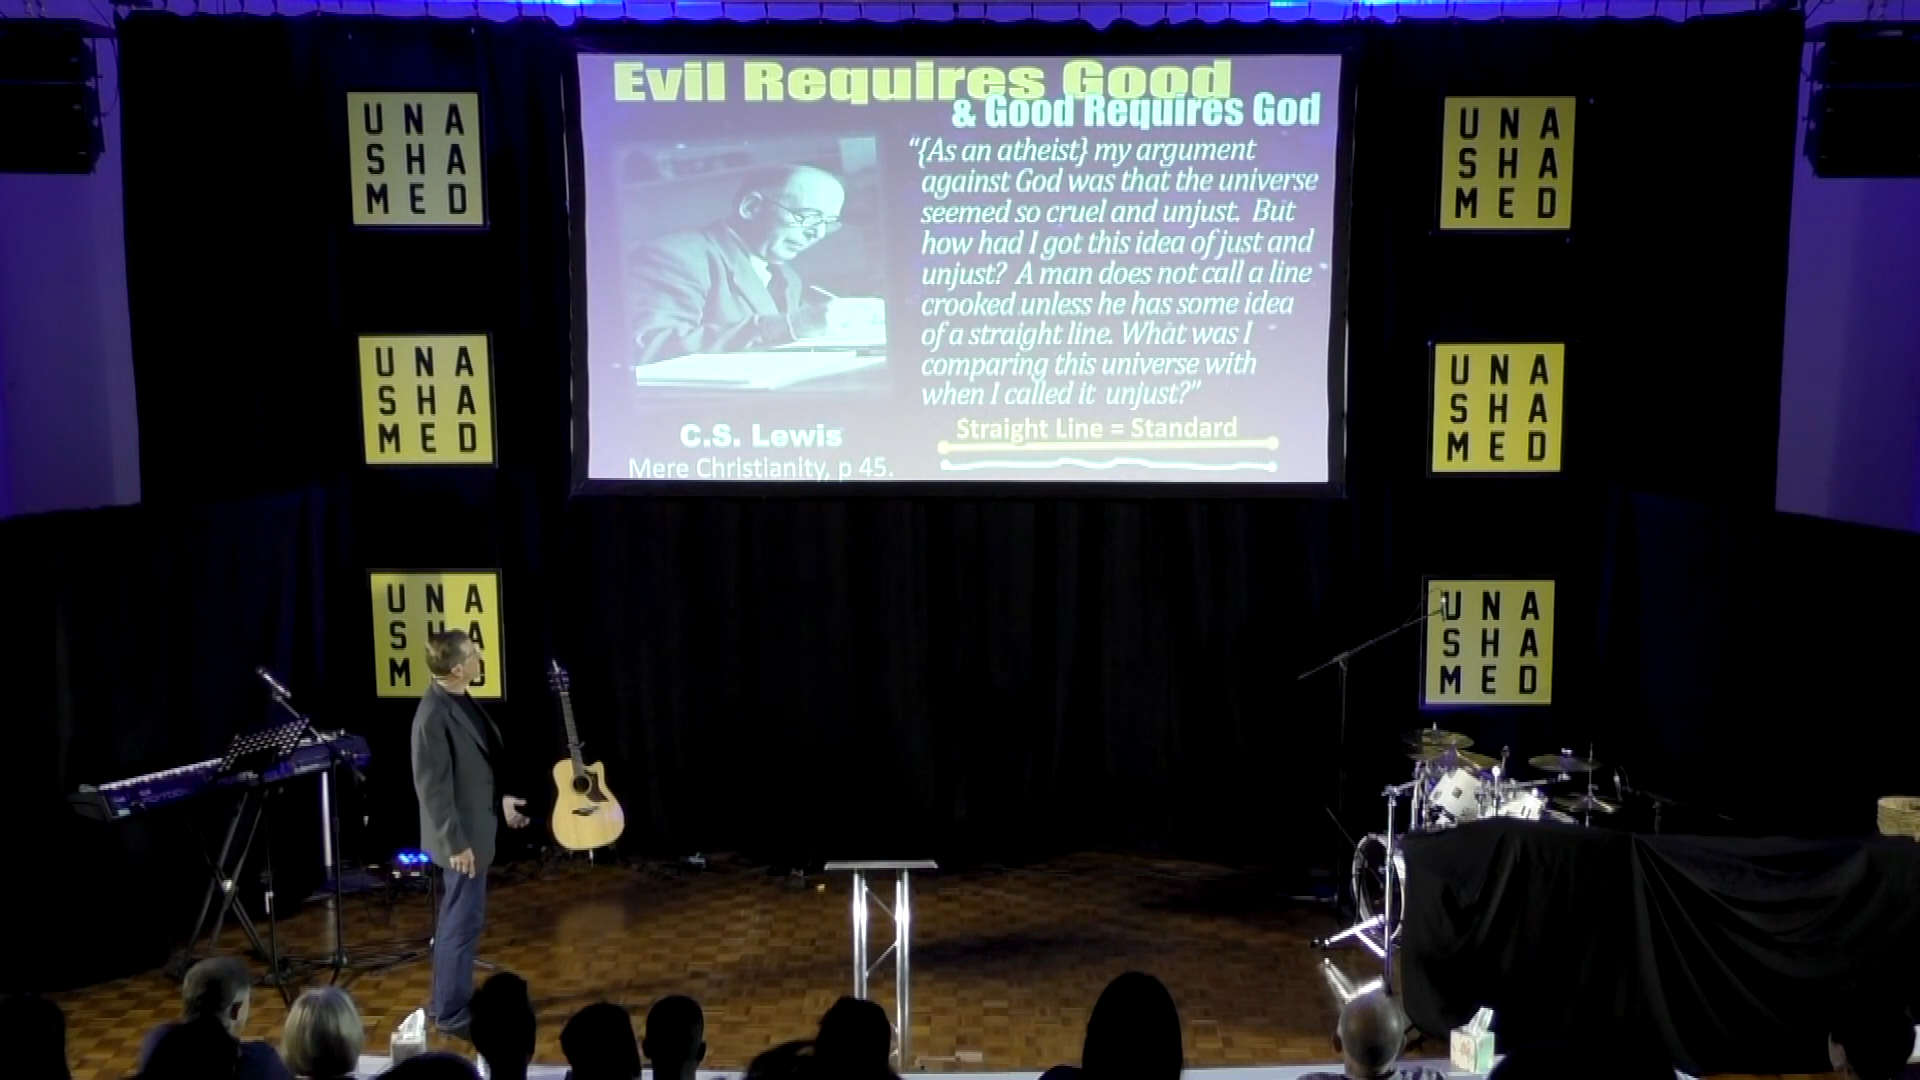 Evil Requires Good
& Good Requires God
"{As an atheist} my argument
against God was that the universe
seemed so cruel and unjust. But
how had I got this idea of just and
unjust? A man does not call a line
crooked unless he has some idea
of a straight line. What was I
comparing this universe with
when I called it unjust?"
Straight Line = Standard
C.S. Lewis
Mere Christianity, p 45.
UNA
SHA
MED
UNA
SHA
MED
UNA
SHA
MED
UNA
SHA
MED
UNA
SHA
M D
UNA
SHA
MED